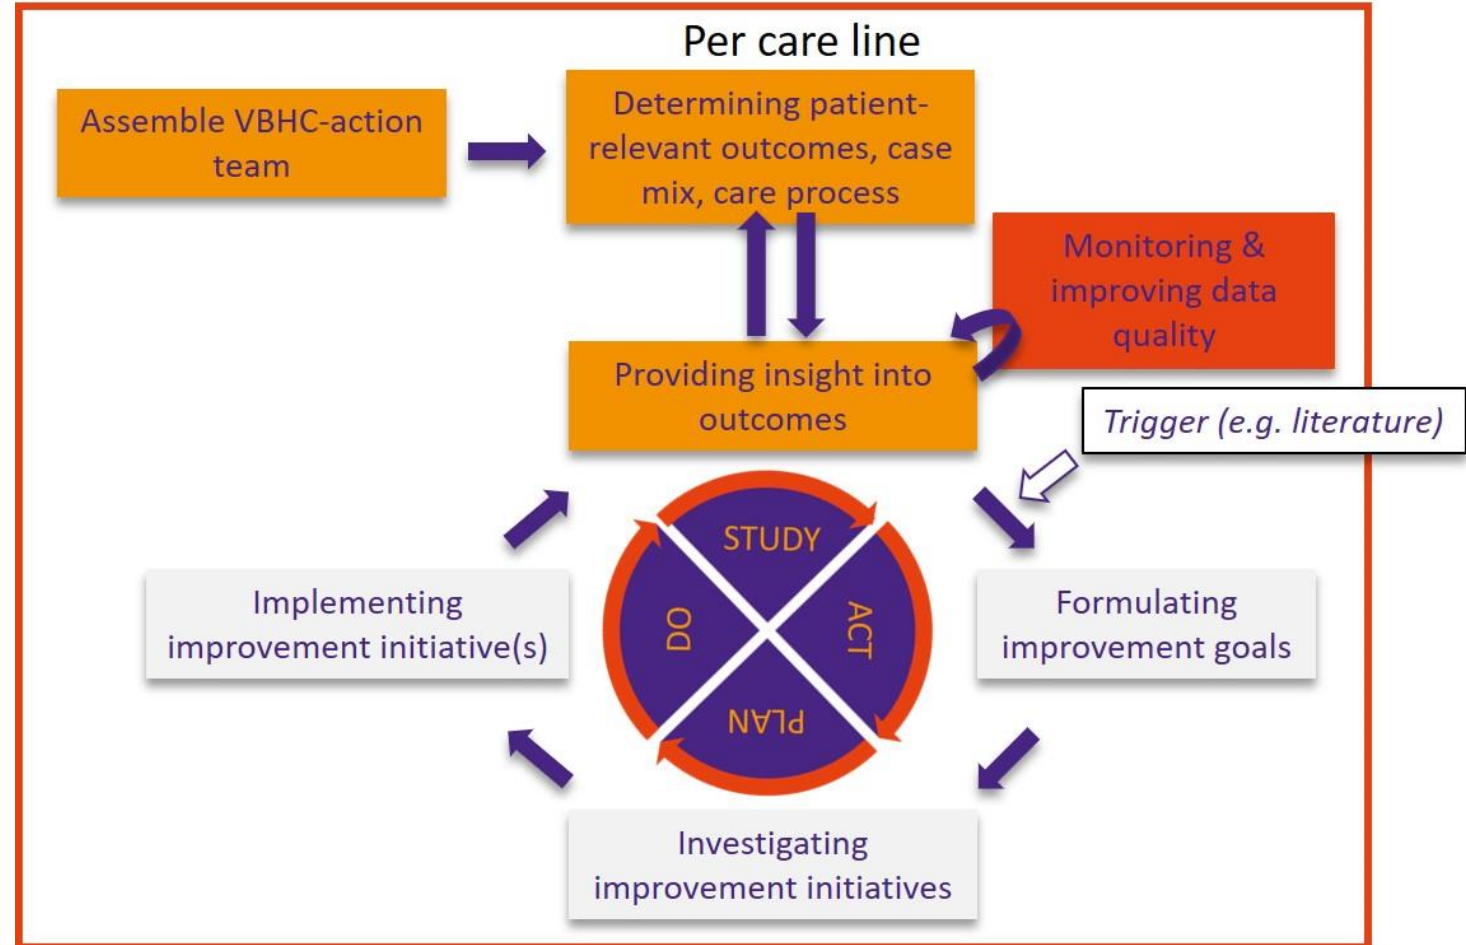 Per care line
Assemble VBHC-action
team
Determining patient-
relevant outcomes, case
mix, care process
Monitoring &
improving data
quality
Providing insight into
outcomes
Trigger (e.g. literature)
STUDY
ACT
PLAN
DO
Implementing
improvement initiative(s)
Formulating
improvement goals
Investigating
improvement initiatives